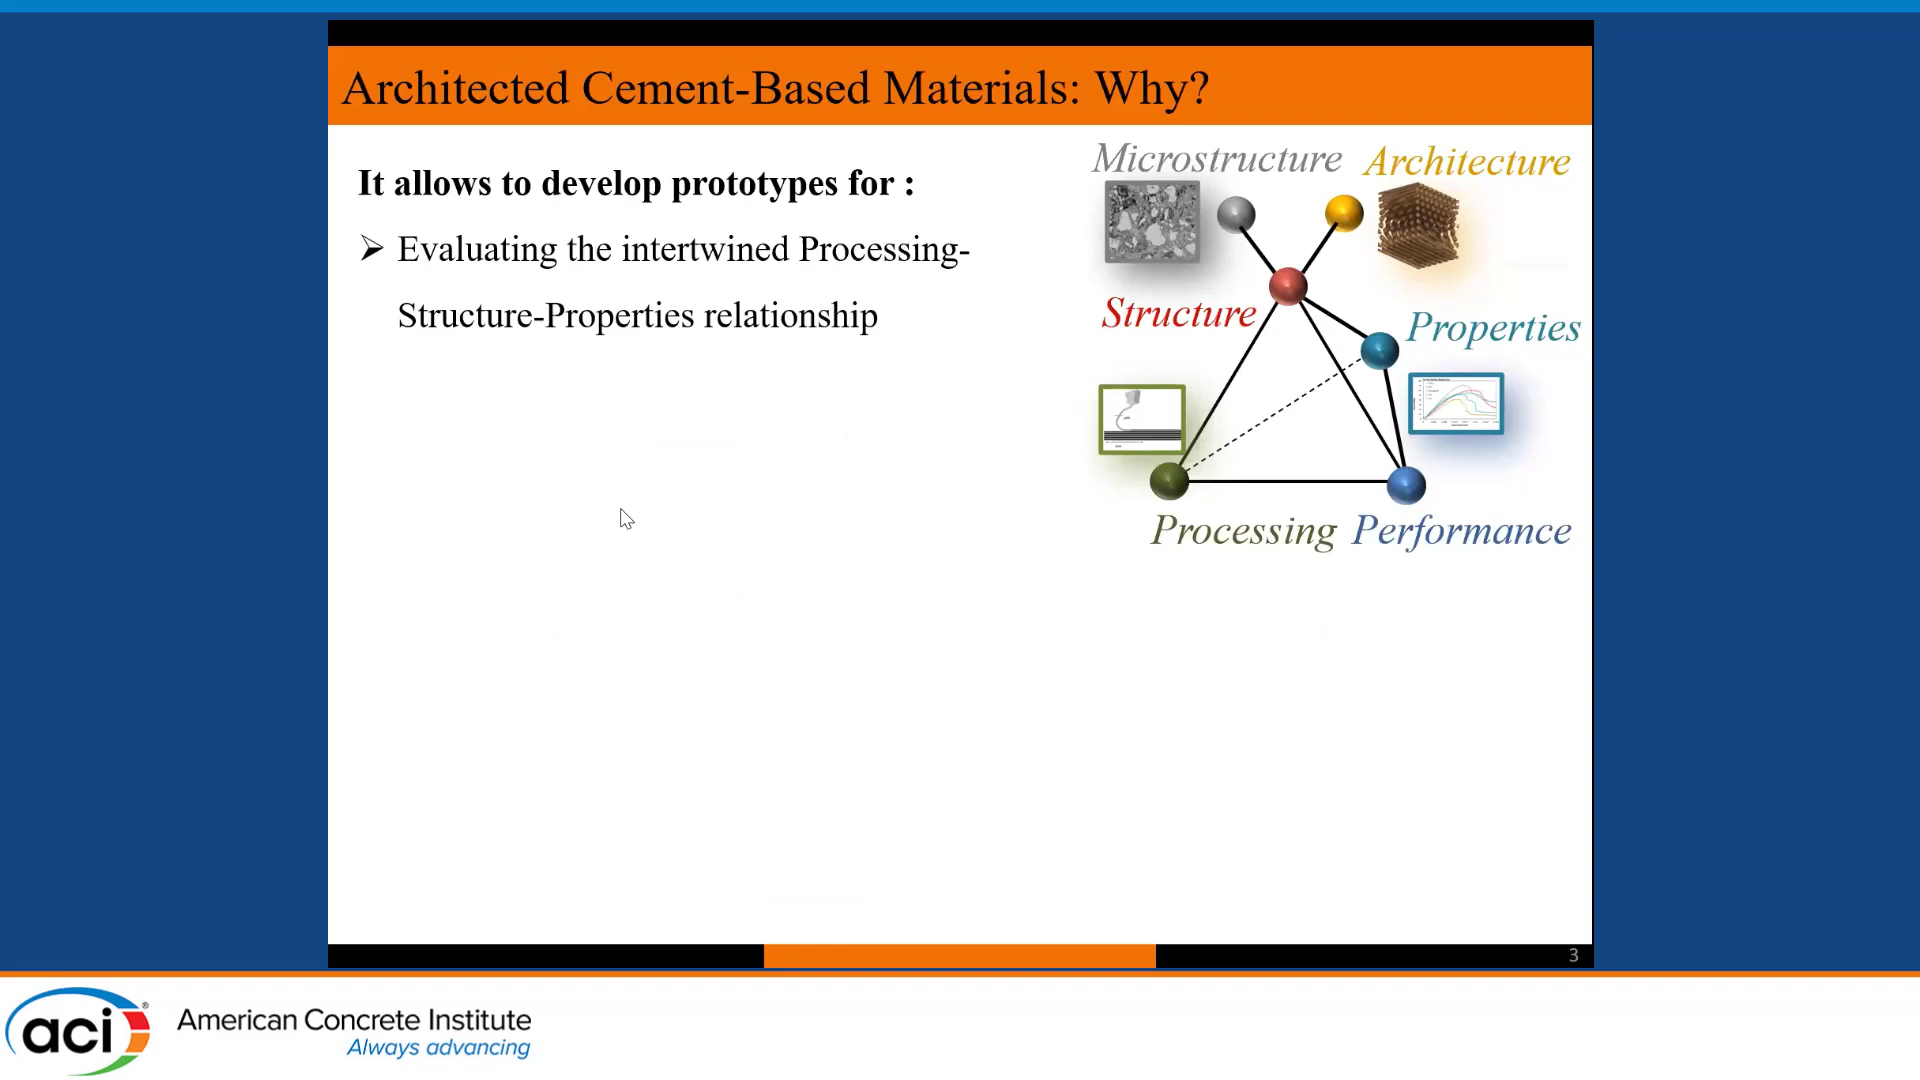 Architected Cement-Based Materials: Why?
It allows to develop prototypes for :
➢ Evaluating the intertwined Processing-
Structure-Properties relationship
Microstructure
Architecture
Structure
Properties
Processing
Performance
3
aci®
American Concrete Institute
Always advancing